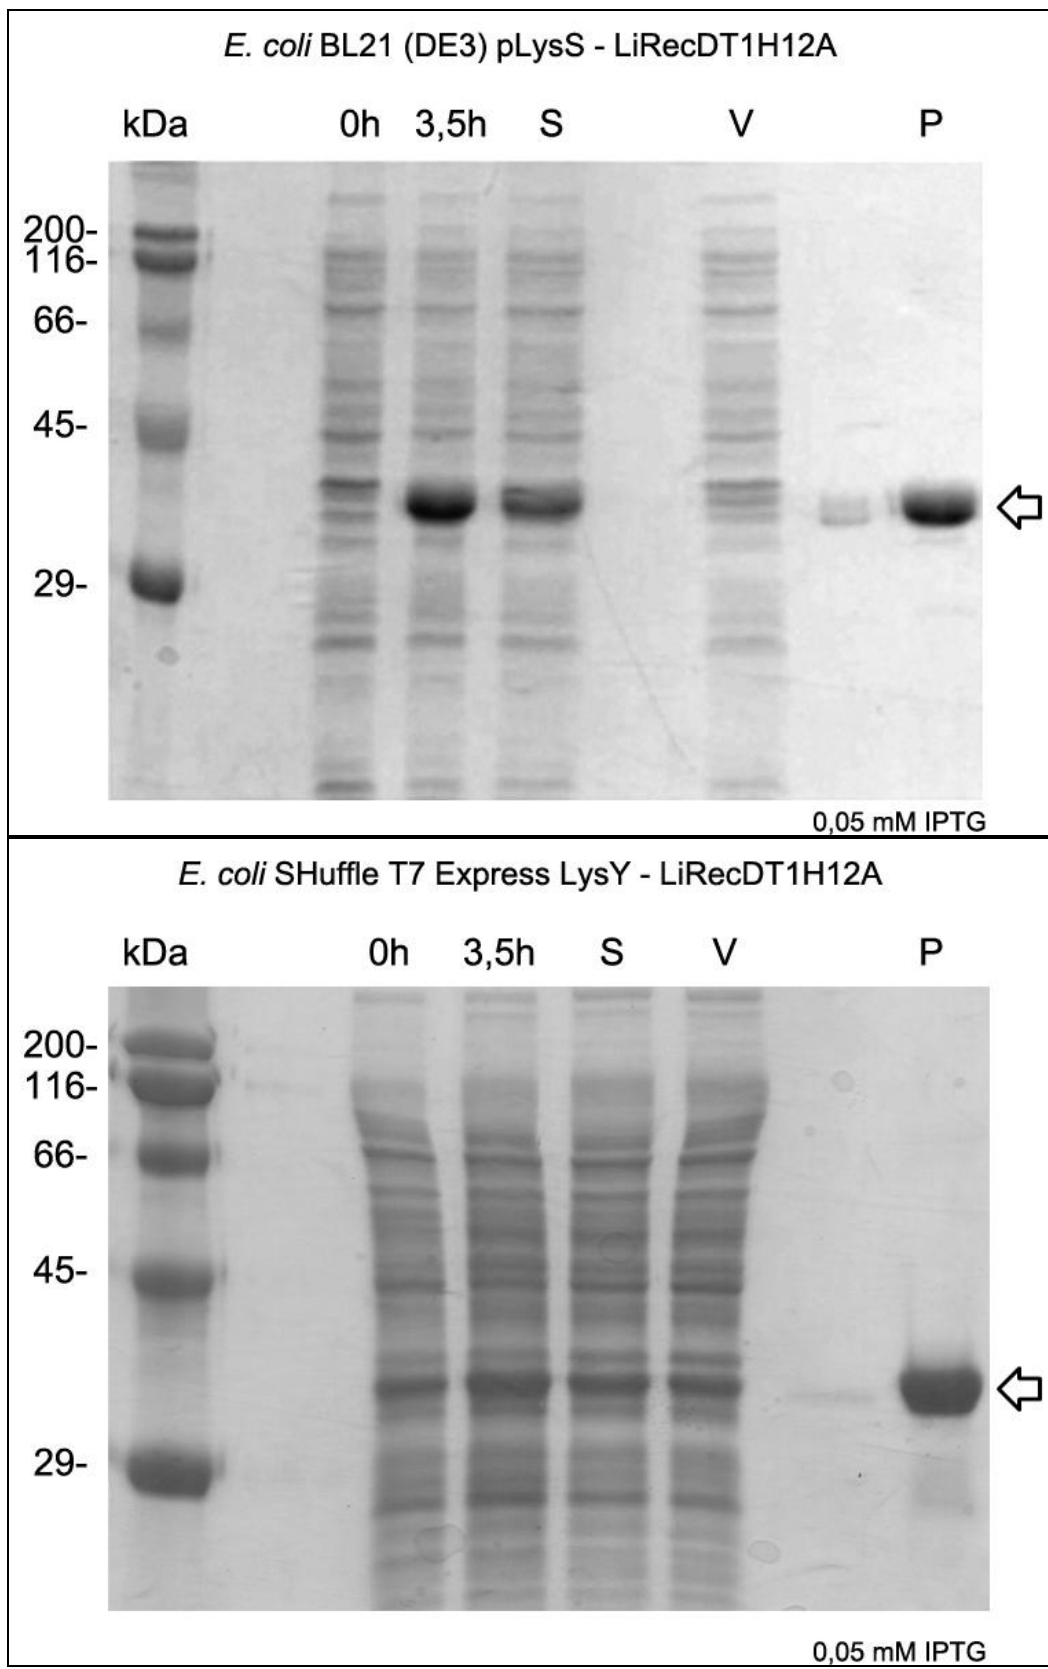 E. coli BL21 (DE3) pLysS - LiRecDT1H12A
kDa 0h 3,5h S V P
200-
116-
66-
45-
29-
0,05 mM IPTG
E. coli SHuffle T7 Express LysY - LiRecDT1H12A
kDa 0h 3,5h S V P
200-
116-
66-
45-
29-
0,05 mM IPTG